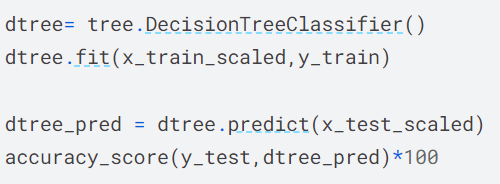 dtree= tree.DecisionTreeClassifier()
dtree.fit(x_train_scaled,y_train)
dtree_pred = dtree.predict(x_test_scaled)
accuracy_score(y_test,dtree_pred)*100